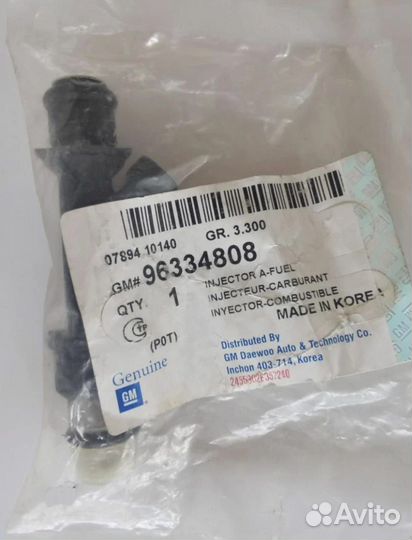 07894 10140 GR. 3.300
GM# 96334808
QTY. 1
INJECTOR A-FUEL
INJECTEUR-CARBURANT
INYECTOR-COMBUSTIBLE
MADE IN KOREA
(P0T)
Genuine
GM
Distributed By
GM Daewoo Auto & Technology Co.
Inchon 403-714, Korea
Avito